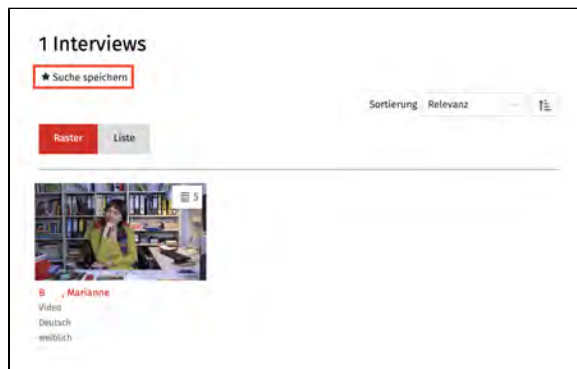 1 Interviews
★ Suche speichern
Sortierung Relevanz
Raster Liste
5
B , Marianne
Video
Deutsch
weiblich